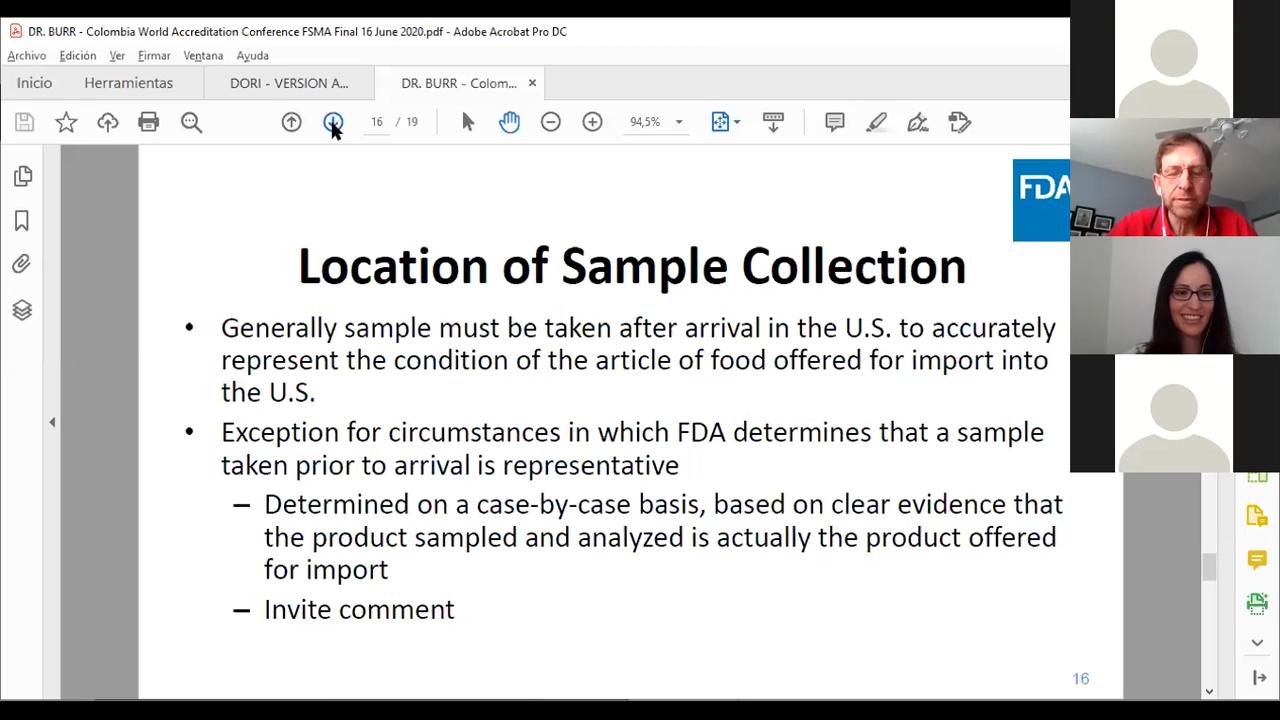 DR. BURR - Colombia World Accreditation Conference FSMA Final 16 June 2020.pdf - Adobe Acrobat Pro DC
Archivo Edición Ver Firmar Ventana Ayuda
Inicio Herramientas DORI - VERSION A... DR. BURR - Colom... ×
16 / 19 94,5%
FDA
Location of Sample Collection
• Generally sample must be taken after arrival in the U.S. to accurately
represent the condition of the article of food offered for import into
the U.S.
• Exception for circumstances in which FDA determines that a sample
taken prior to arrival is representative
– Determined on a case-by-case basis, based on clear evidence that
the product sampled and analyzed is actually the product offered
for import
– Invite comment
16